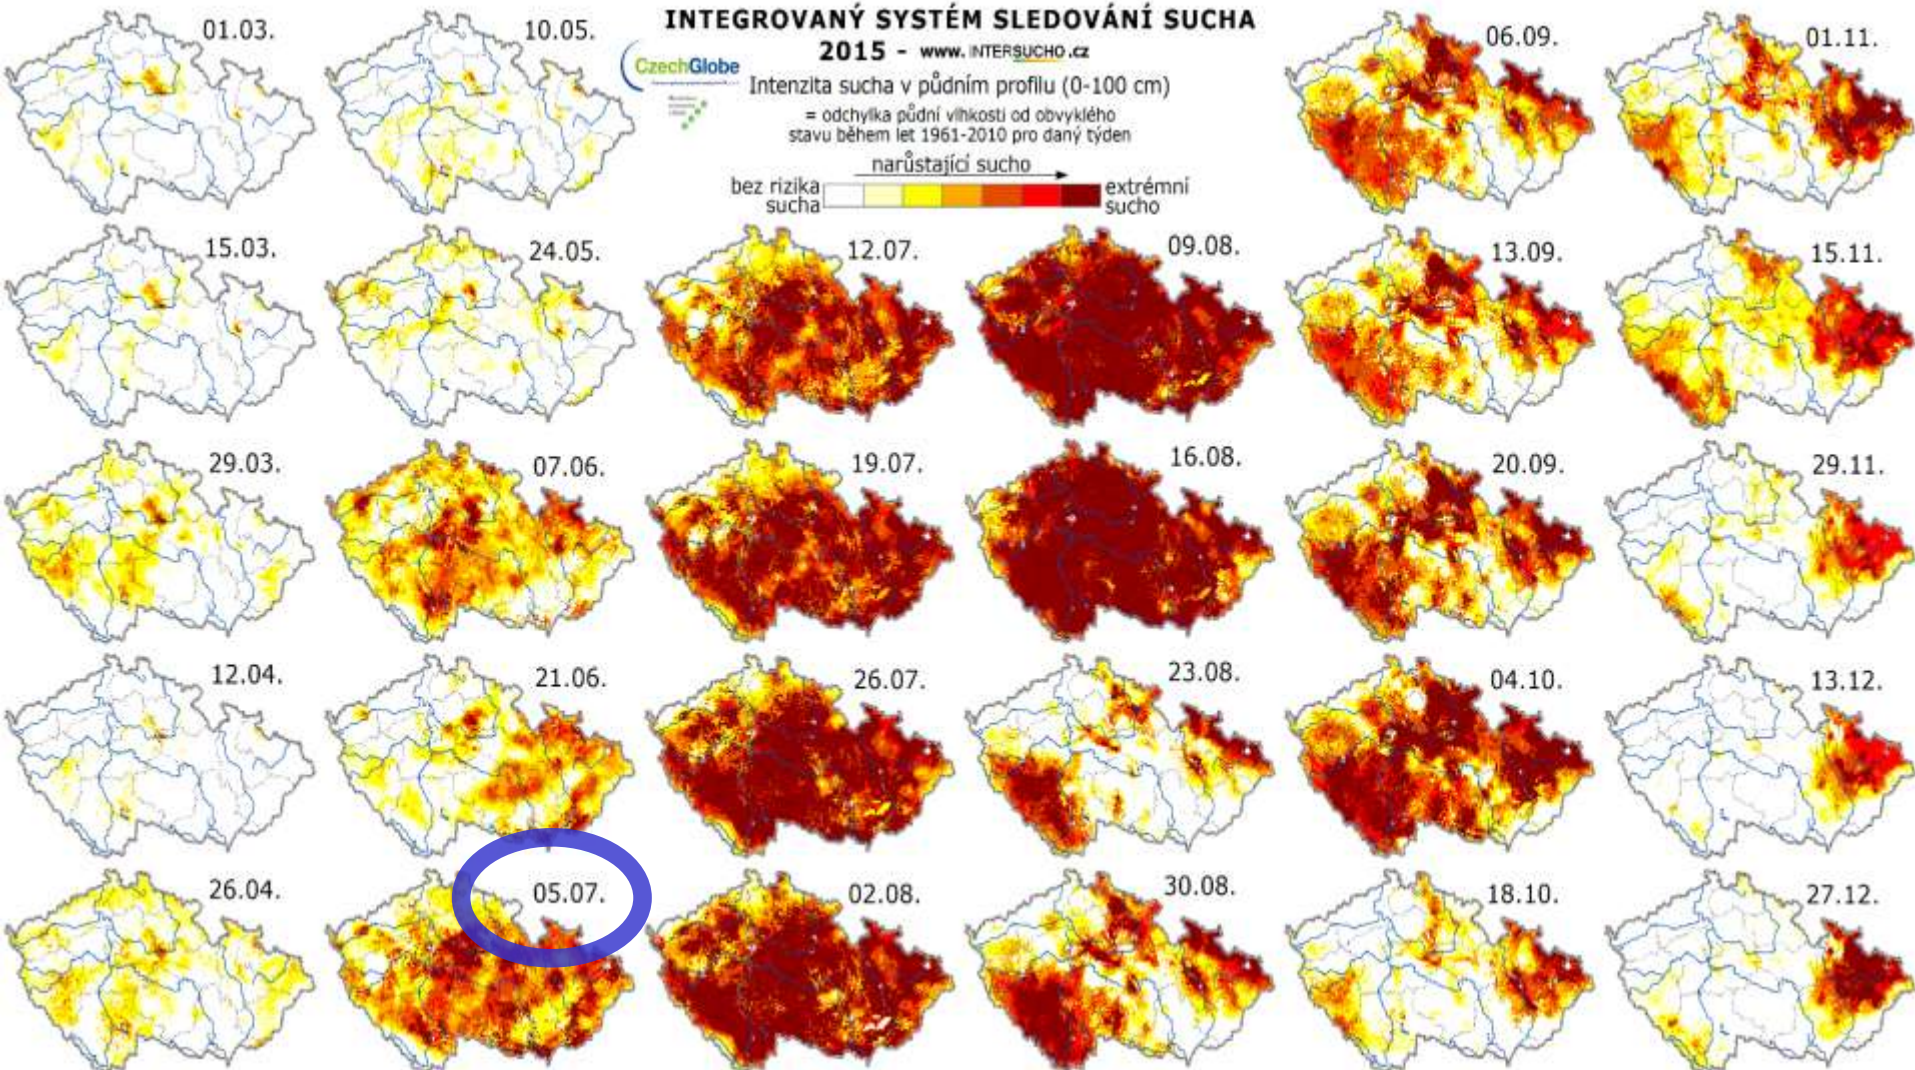 INTEGROVANÝ SYSTÉM SLEDOVÁNÍ SUCHA
2015 - www. INTERSUCHO.cz
CzechGlobe
Intenzita sucha v půdním profilu (0-100 cm)
= odchylka půdní vlhkosti od obvyklého
stavu během let 1961-2010 pro daný týden
narůstající sucho
bez rizika
sucha
extrémní
sucho
01.03.
15.03.
29.03.
12.04.
26.04.
10.05.
24.05.
07.06.
21.06.
05.07.
12.07.
19.07.
26.07.
02.08.
09.08.
16.08.
23.08.
30.08.
06.09.
13.09.
20.09.
04.10.
18.10.
01.11.
15.11.
29.11.
13.12.
27.12.